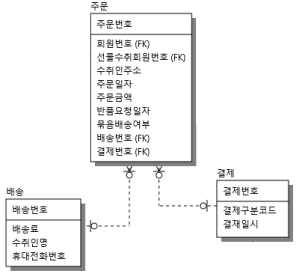 주문
주문번호
회원번호 (FK)
선물수취회원번호 (FK)
수취인주소
주문일자
주문금액
반품요청일자
묶음배송여부
배송번호 (FK)
결제번호 (FK)
배송
배송번호
배송료
수취인명
휴대전화번호
결제
결제번호
결제구분코드
결재일시